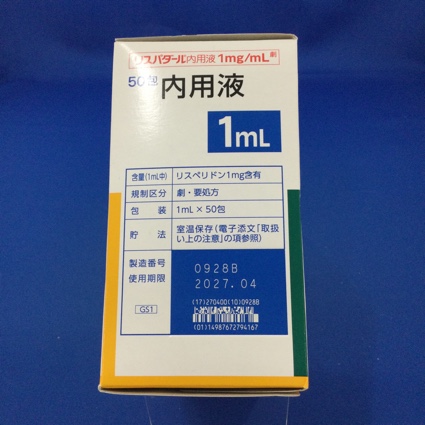 リスパダール内用液 1mg/mL 劇
50包 内用液
1mL
含量(1mL中) リスペリドン1mg含有
規制区分 劇・要処方
包装 1mL×50包
貯法 室温保存(電子添文「取扱
い上の注意」の項参照)
製造番号 0928B
使用期限 2027.04
GS1
(17)270400(10)0928B
(01)14987672794167